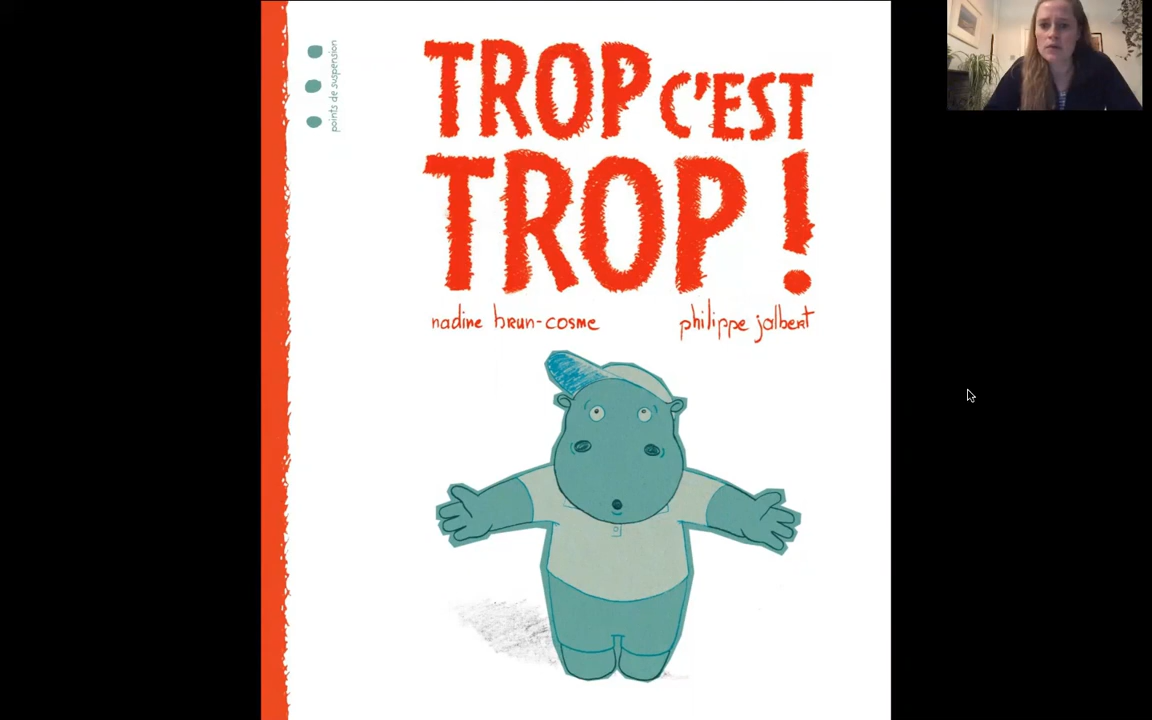 points de suspension
TROP C'EST
TROP !
nadine brun-cosme
philippe jalbert